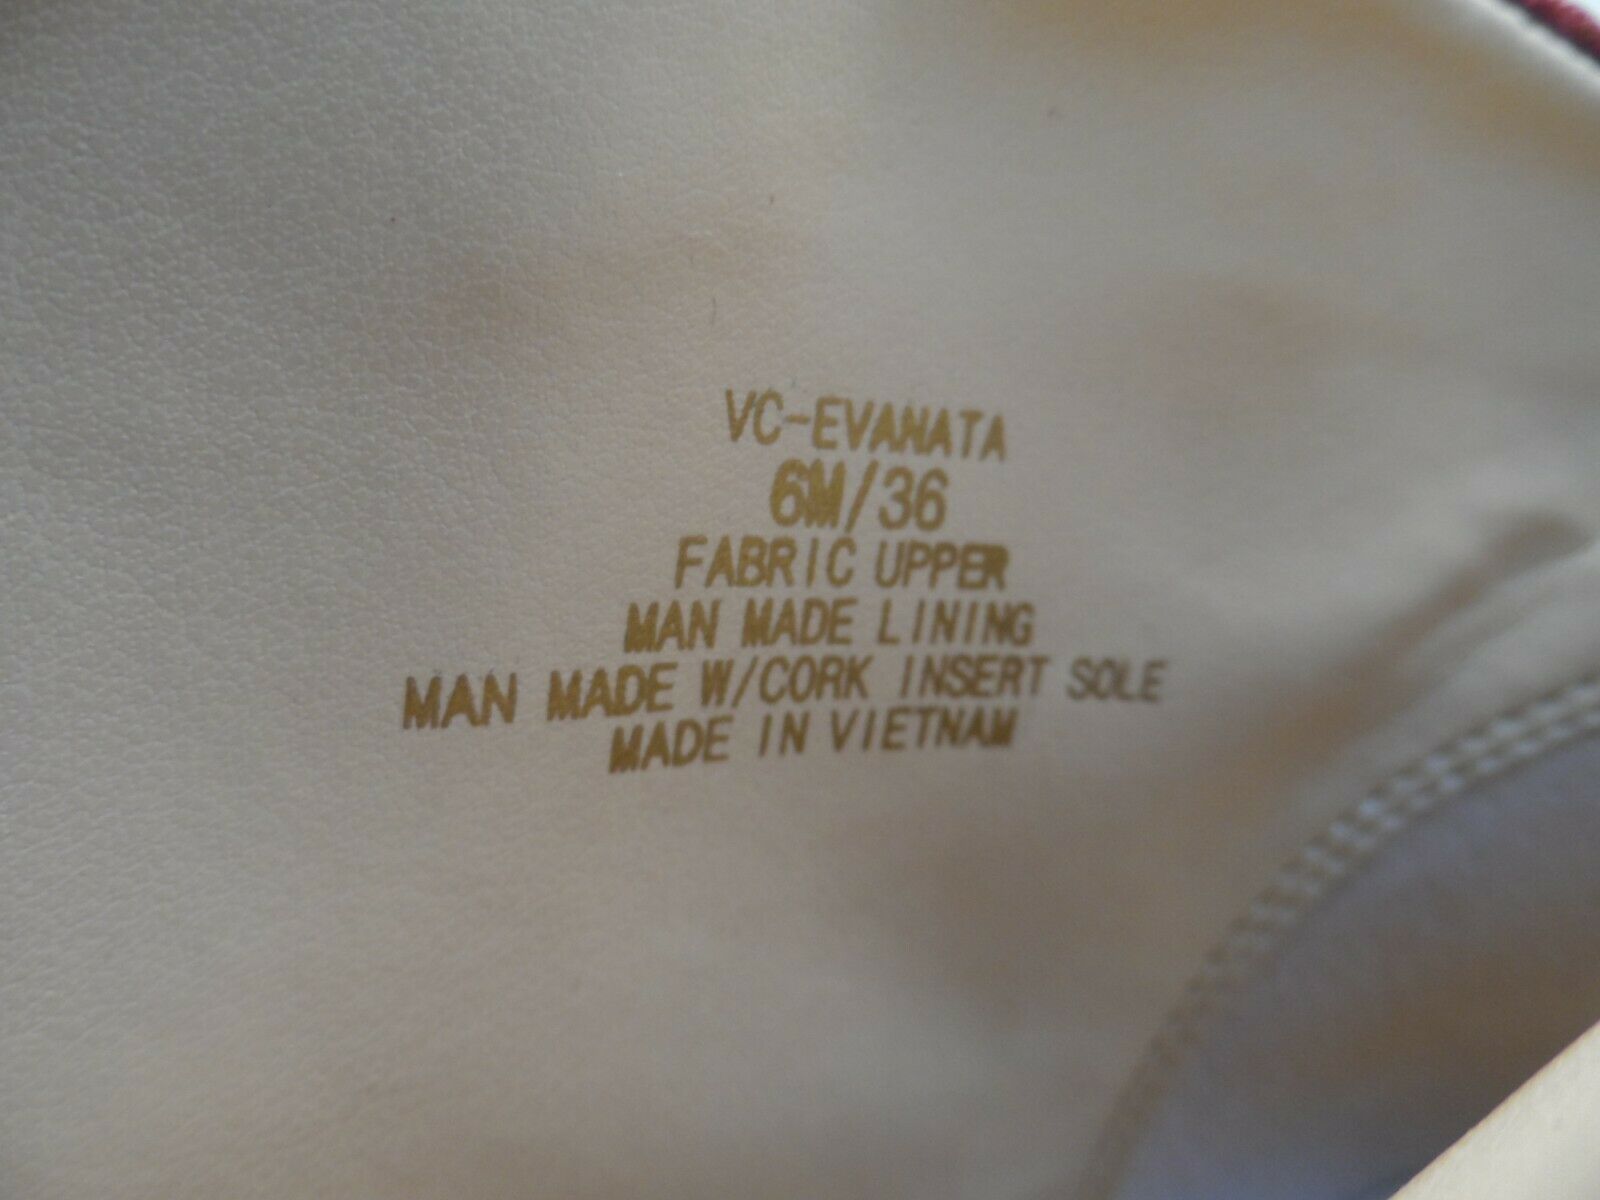 VC-EVANATA
6M/36
FABRIC UPPER
MAN MADE LINING
MAN MADE W/CORK INSERT SOLE
MADE IN VIETNAM